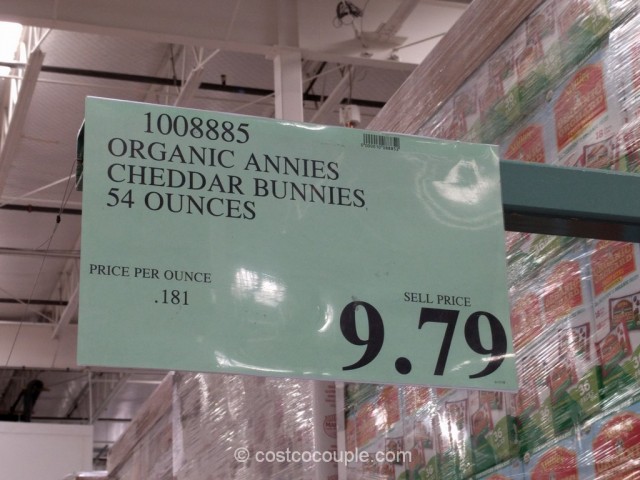 1008885
ORGANIC ANNIES
CHEDDAR BUNNIES
54 OUNCES
PRICE PER OUNCE
.181
SELL PRICE
9.79
© costcocouple.com ♡